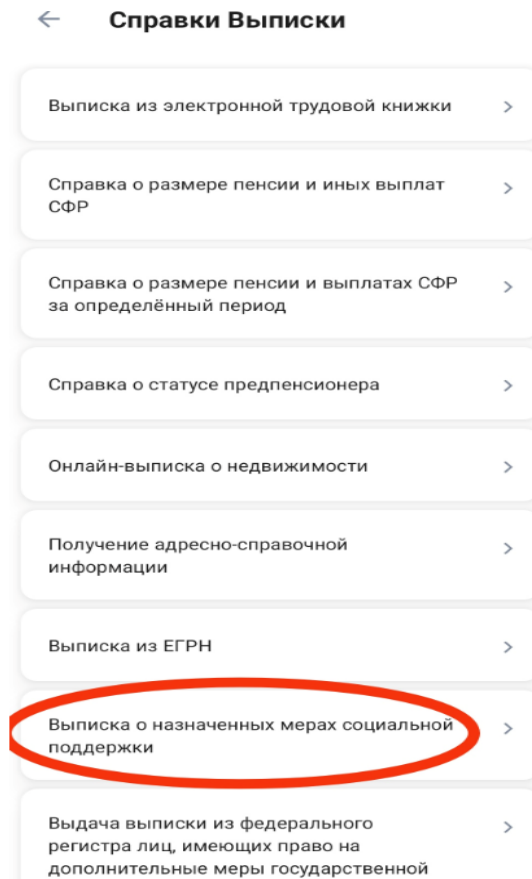 Справки Выписки
Выписка из электронной трудовой книжки
Справка о размере пенсии и иных выплат
СФР
Справка о размере пенсии и выплатах СФР
за определённый период
Справка о статусе предпенсионера
Онлайн-выписка о недвижимости
Получение адресно-справочной
информации
Выписка из ЕГРН
Выписка о назначенных мерах социальной
поддержки
Выдача выписки из федерального
регистра лиц, имеющих право на
дополнительные меры государственной